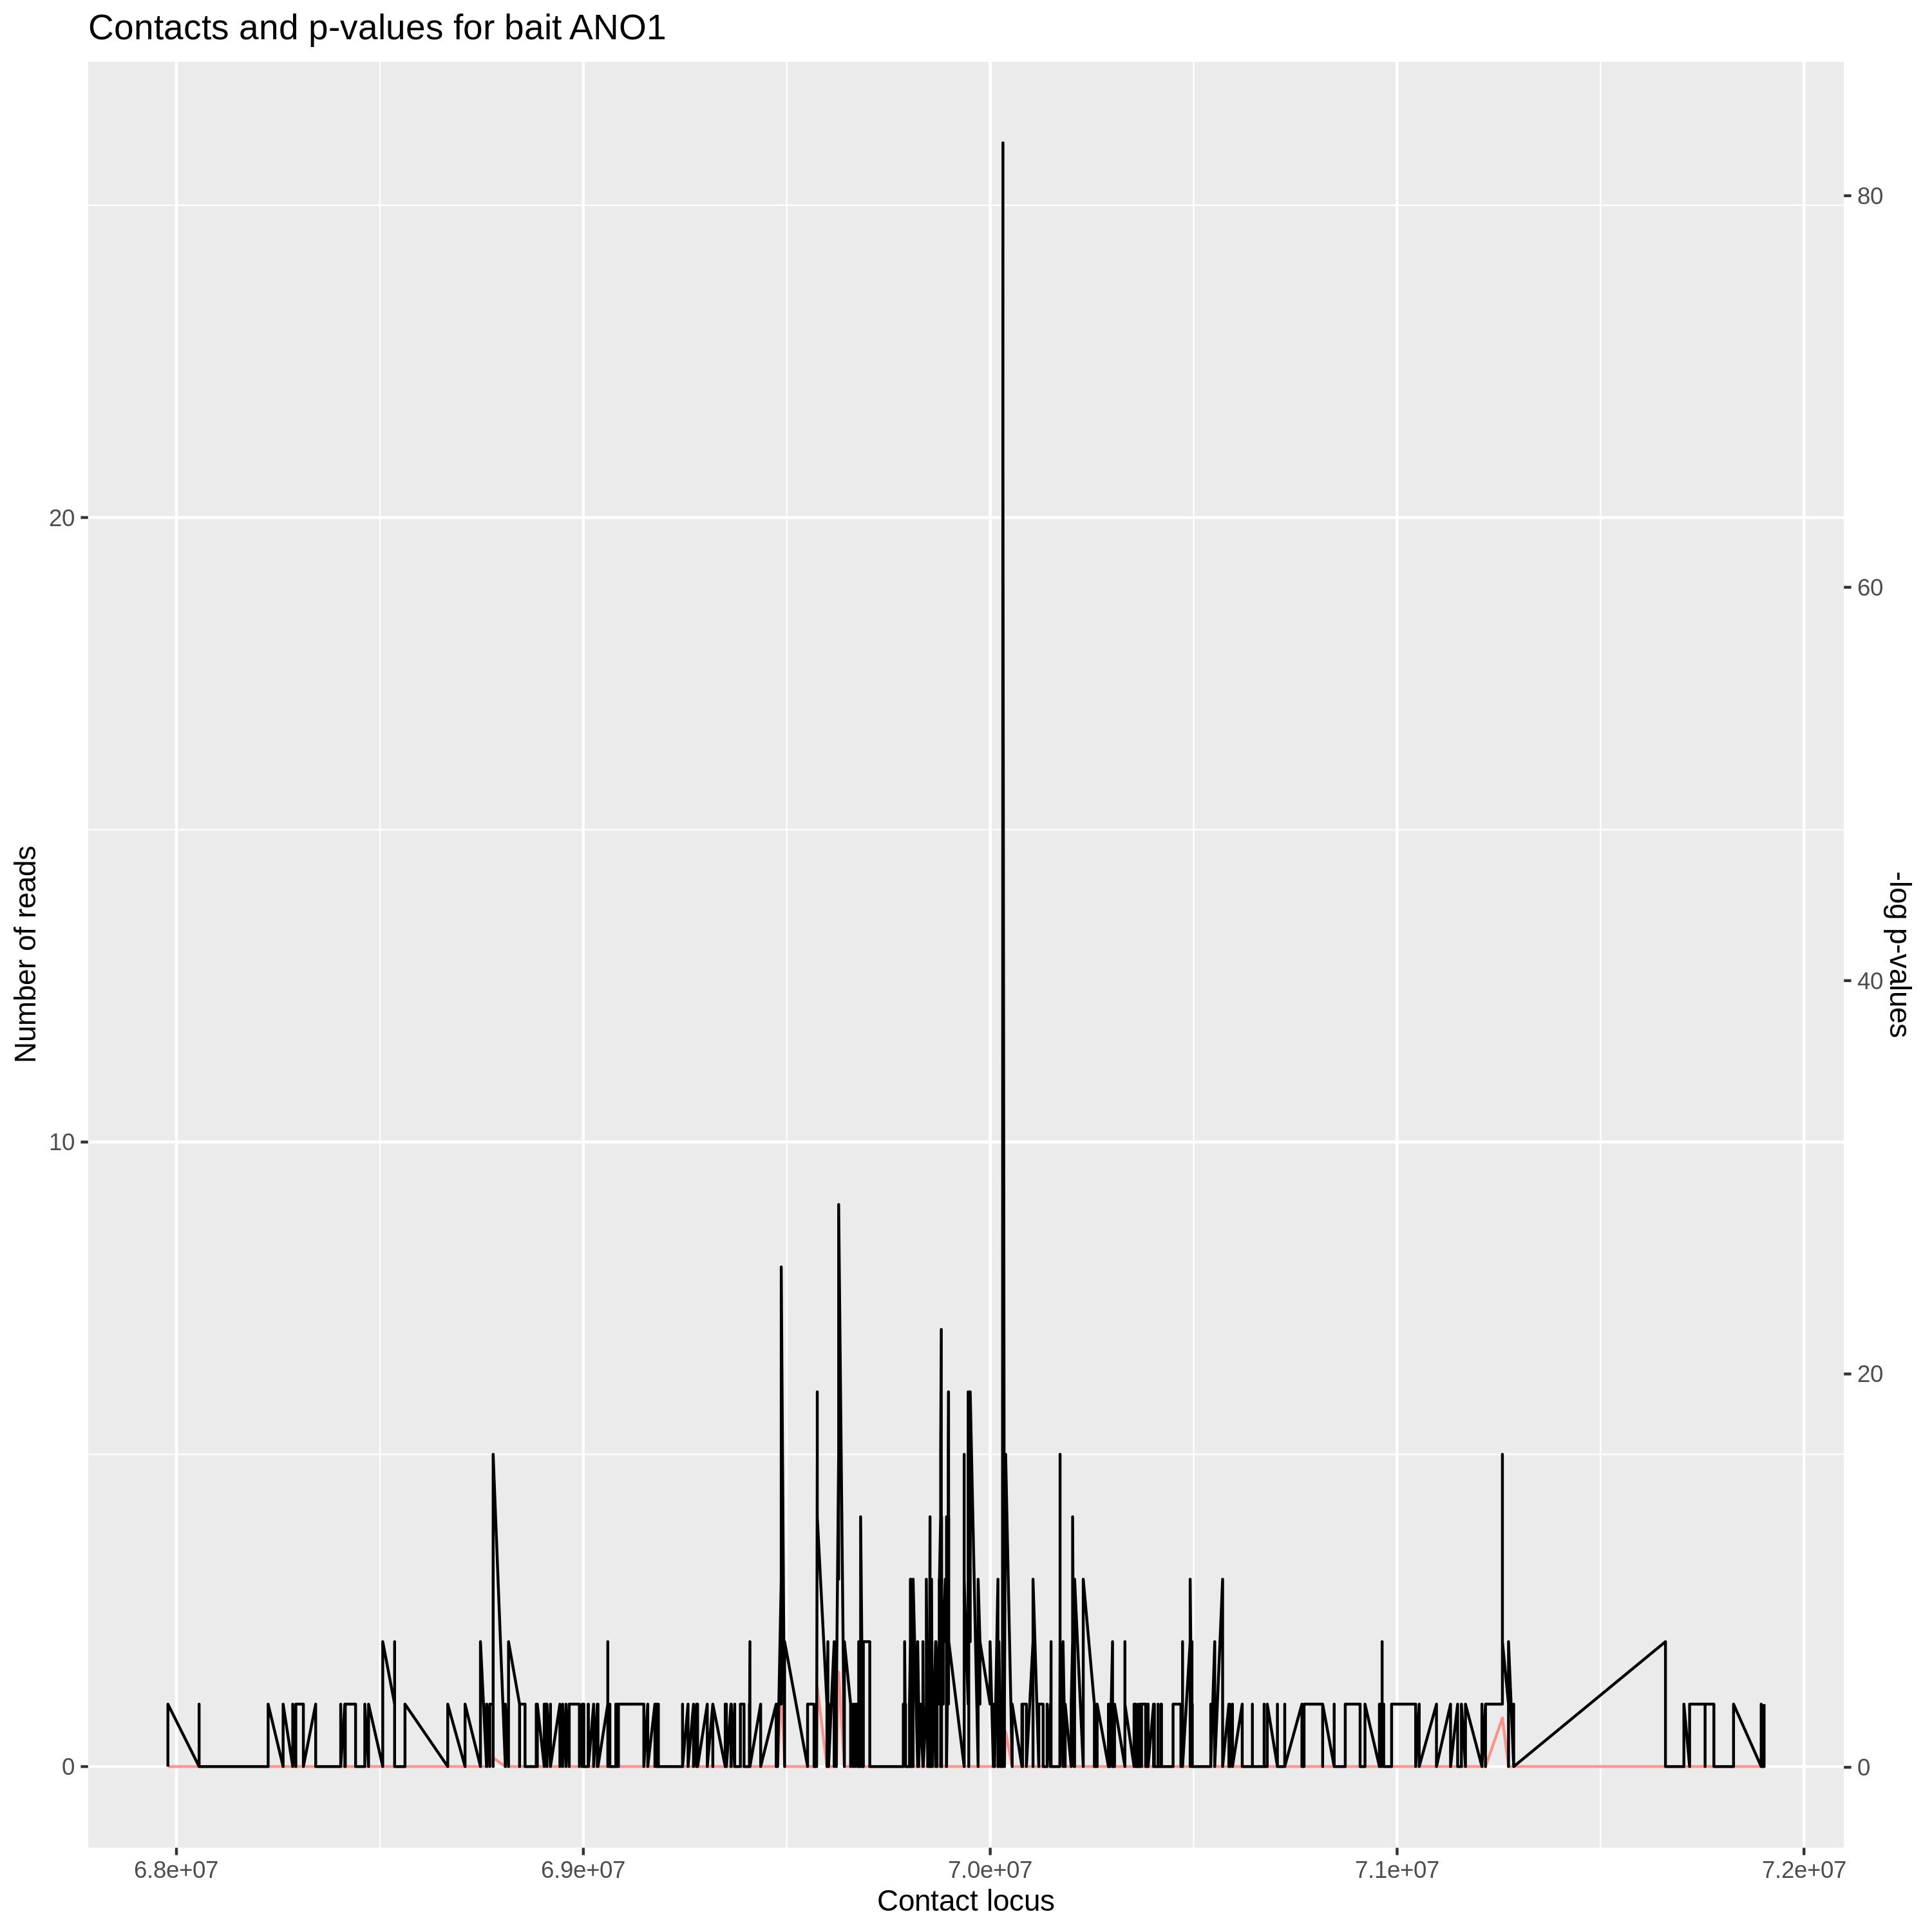 Contacts and p-values for bait ANO1
Number of reads
20
10
0
80
60
40
20
0
-log p-values
6.8e+07
6.9e+07
7.0e+07
7.1e+07
7.2e+07
Contact locus